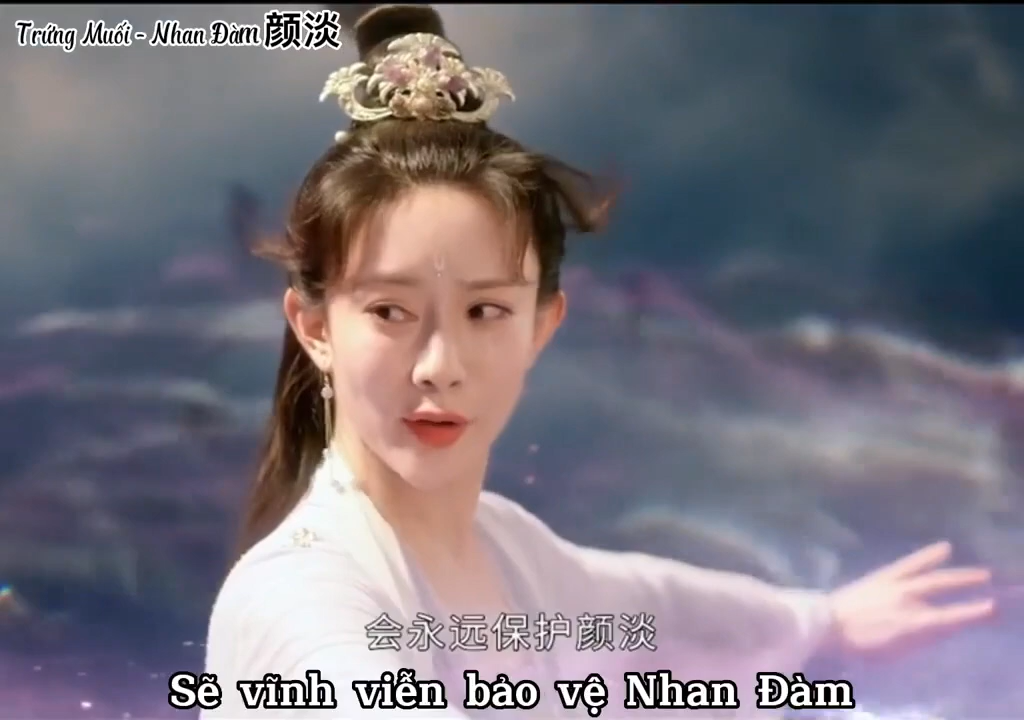 Trứng Muối - Nhan Đàm 颜淡
会永远保护颜淡
Sẽ vĩnh viễn bảo vệ Nhan Đàm